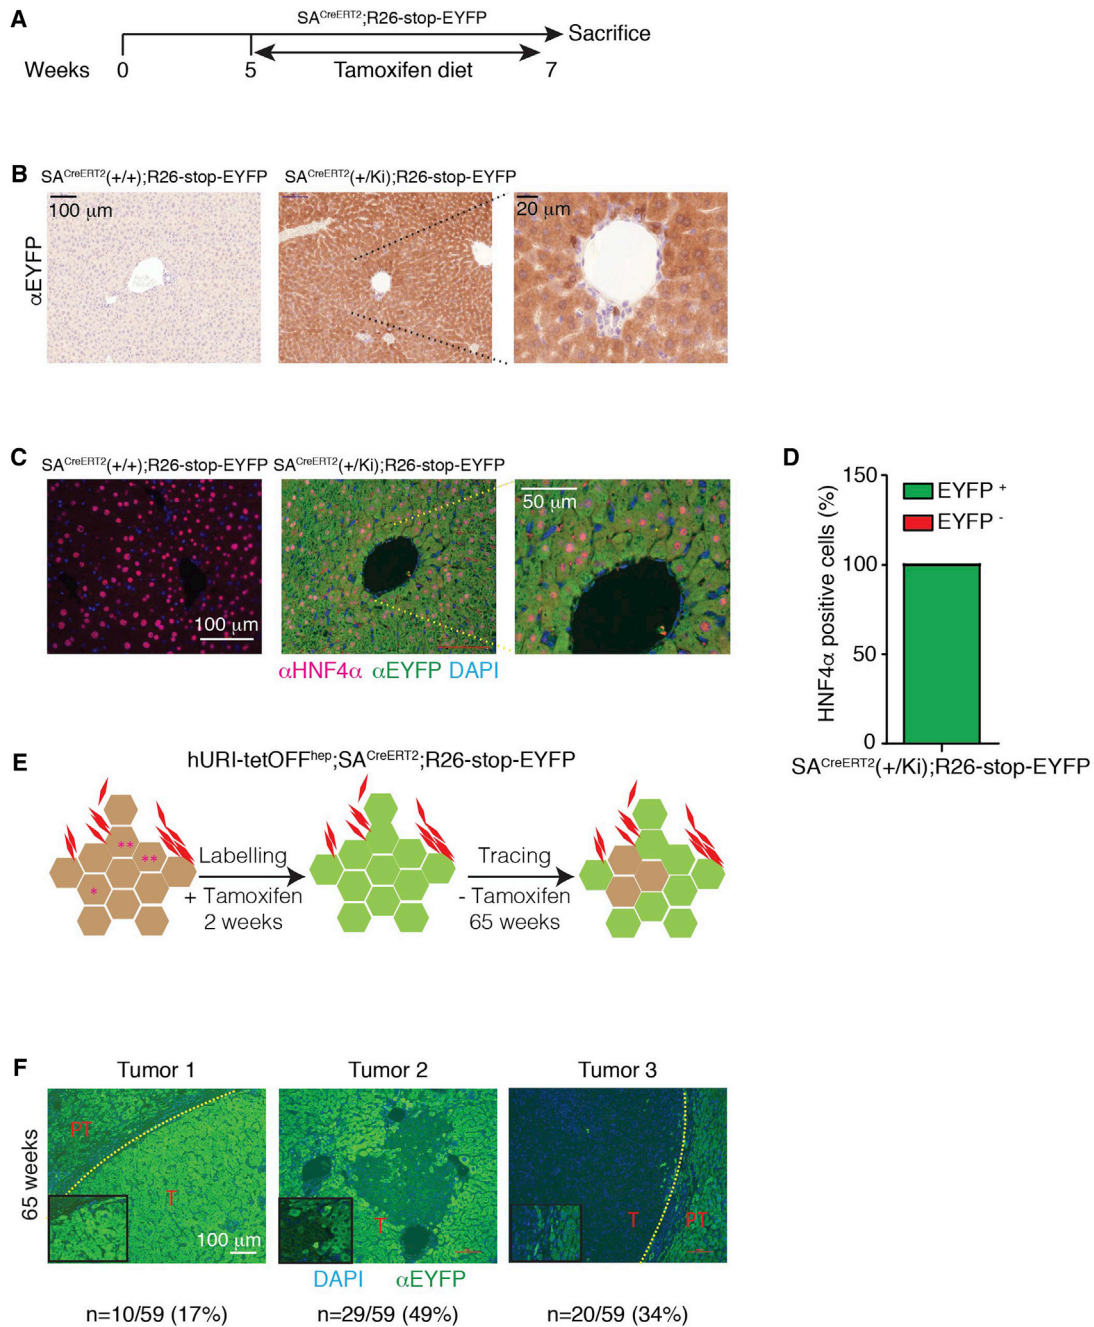 A
SA^CreERT2;R26-stop-EYFP
Sacrifice
Weeks 0 5 Tamoxifen diet 7
B
SA^CreERT2(+/+);R26-stop-EYFP SA^CreERT2(+/Ki);R26-stop-EYFP
100 μm
20 μm
αEYFP
C
SA^CreERT2(+/+);R26-stop-EYFP SA^CreERT2(+/Ki);R26-stop-EYFP
100 μm
50 μm
αHNF4α αEYFP DAPI
D
HNF4α positive cells (%)
150
100
50
0
EYFP +
EYFP -
SA^CreERT2(+/Ki);R26-stop-EYFP
E
hURI-tetOFF^hep;SA^CreERT2;R26-stop-EYFP
**
**
*
Labelling
+ Tamoxifen
2 weeks
Tracing
- Tamoxifen
65 weeks
F
Tumor 1 Tumor 2 Tumor 3
65 weeks
PT
T
100 μm
T
T
PT
DAPI αEYFP
n=10/59 (17%) n=29/59 (49%) n=20/59 (34%)